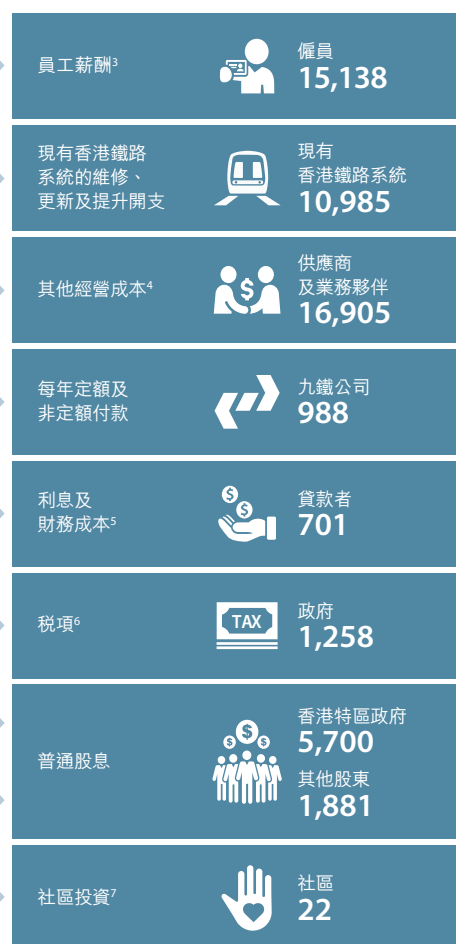 員工薪酬³
僱員
15,138
現有香港鐵路
系統的維修、
更新及提升開支
現有
香港鐵路系統
10,985
其他經營成本⁴
供應商
及業務夥伴
16,905
每年定額及
非定額付款
九鐵公司
988
利息及
財務成本⁵
貸款者
701
税項⁶
TAX
政府
1,258
普通股息
香港特區政府
5,700
其他股東
1,881
社區投資⁷
社區
22